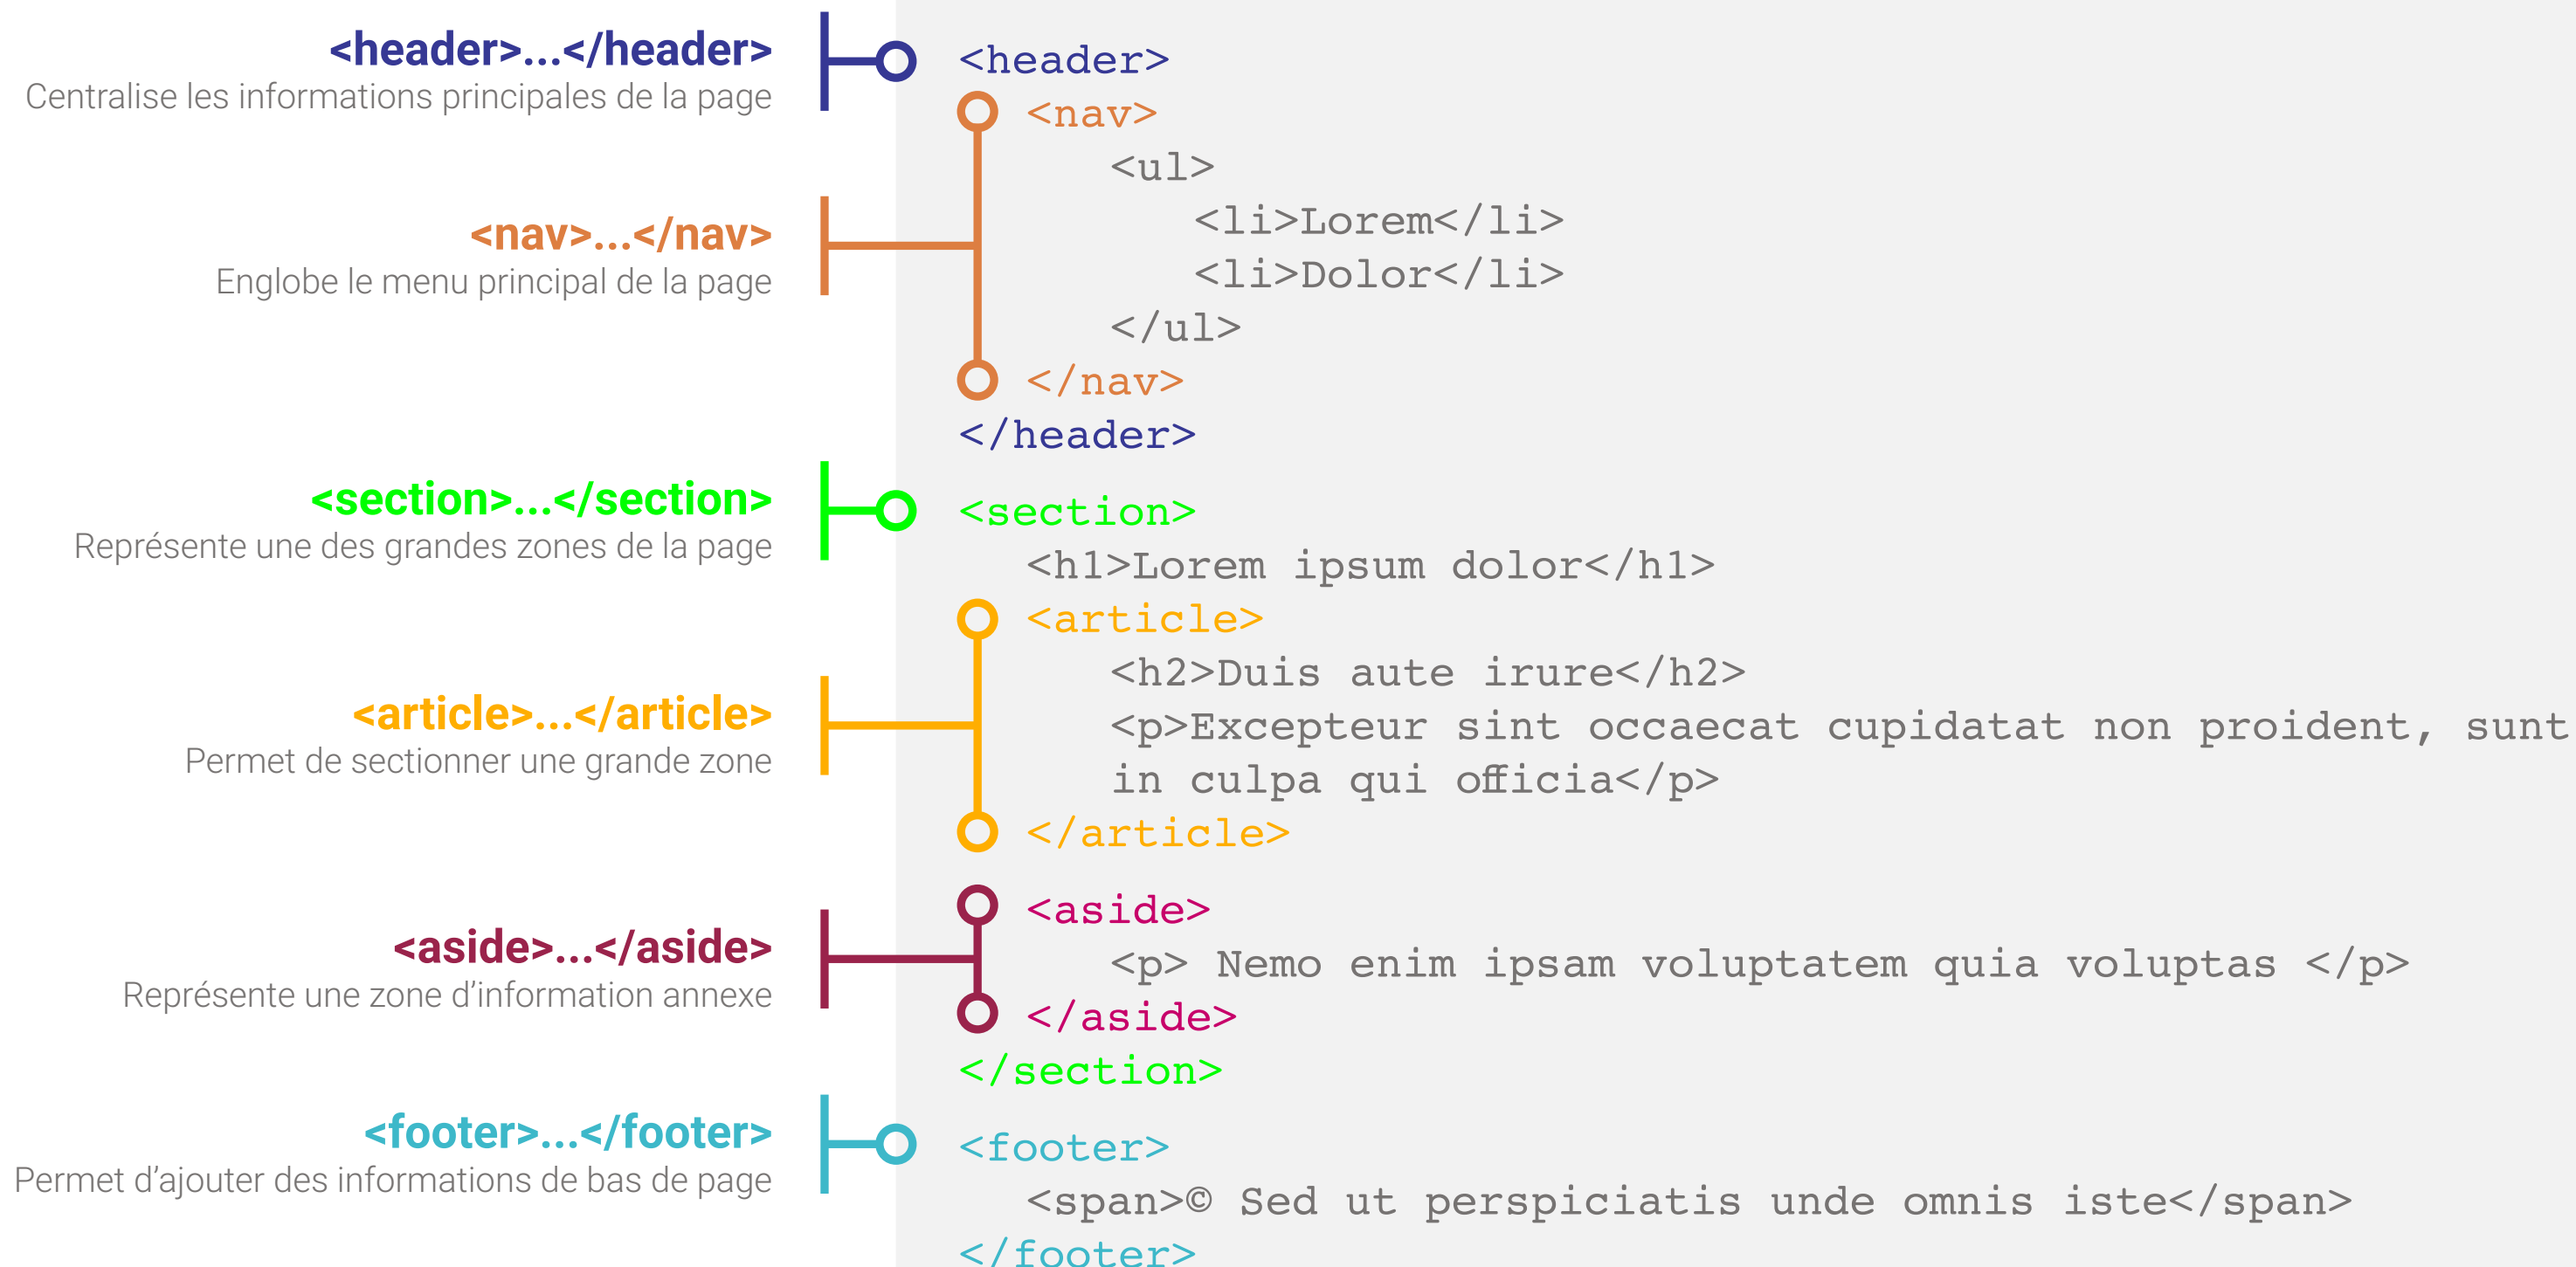 <header>...</header>
Centralise les informations principales de la page
<nav>...</nav>
Englobe le menu principal de la page
<section>...</section>
Représente une des grandes zones de la page
<article>...</article>
Permet de sectionner une grande zone
<aside>...</aside>
Représente une zone d’information annexe
<footer>...</footer>
Permet d’ajouter des informations de bas de page
<header>
<nav>
<ul>
<li>Lorem</li>
<li>Dolor</li>
</ul>
</nav>
</header>
<section>
<h1>Lorem ipsum dolor</h1>
<article>
<h2>Duis aute irure</h2>
<p>Excepteur sint occaecat cupidatat non proident, sunt
in culpa qui officia</p>
</article>
<aside>
<p> Nemo enim ipsam voluptatem quia voluptas </p>
</aside>
</section>
<footer>
<span>© Sed ut perspiciatis unde omnis iste</span>
</footer>